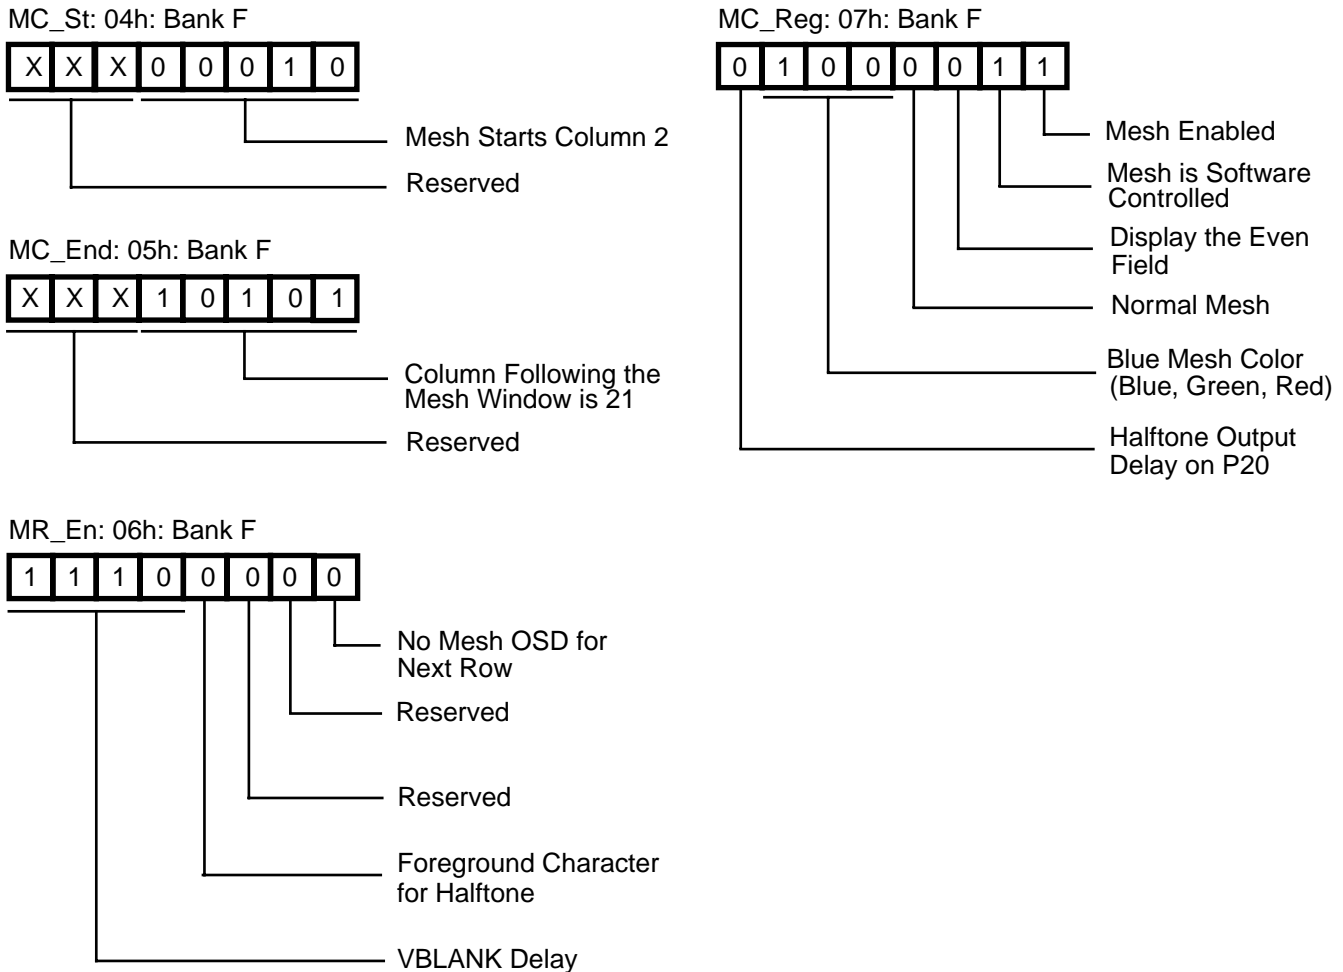 MC_St: 04h: Bank F
X X X 0 0 0 1 0
Mesh Starts Column 2
Reserved
MC_End: 05h: Bank F
X X X 1 0 1 0 1
Column Following the
Mesh Window is 21
Reserved
MR_En: 06h: Bank F
1 1 1 0 0 0 0 0
No Mesh OSD for
Next Row
Reserved
Reserved
Foreground Character
for Halftone
VBLANK Delay
MC_Reg: 07h: Bank F
0 1 0 0 0 0 1 1
Mesh Enabled
Mesh is Software
Controlled
Display the Even
Field
Normal Mesh
Blue Mesh Color
(Blue, Green, Red)
Halftone Output
Delay on P20